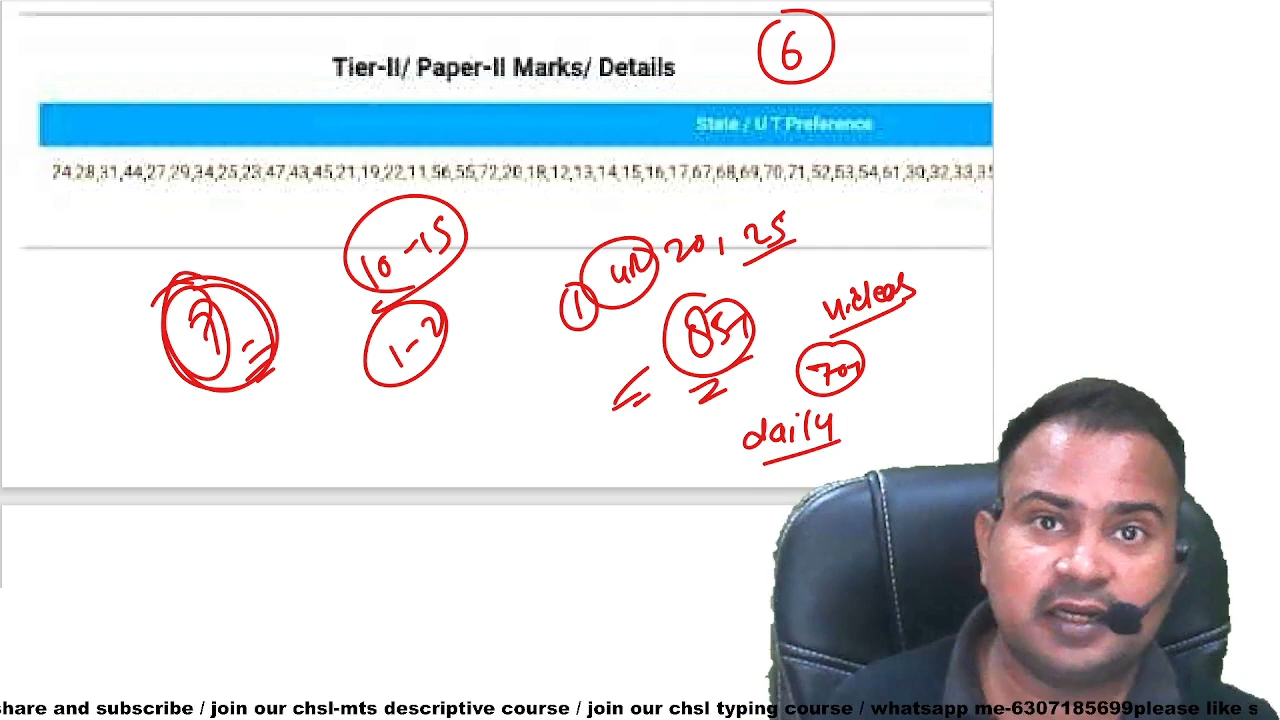 6
Tier-II/ Paper-II Marks/ Details
State / U T Preference
24,28,31,44,27,29,34,25,23,47,43,45,21,19,22,11,56,55,72,20,18,12,13,14,15,16,17,67,68,69,70,71,52,53,54,61,30,32,33,35
10-15
20, 25
1
1-2
daily
share and subscribe / join our chsl-mts descriptive course / join our chsl typing course / whatsapp me-6307185699please like s